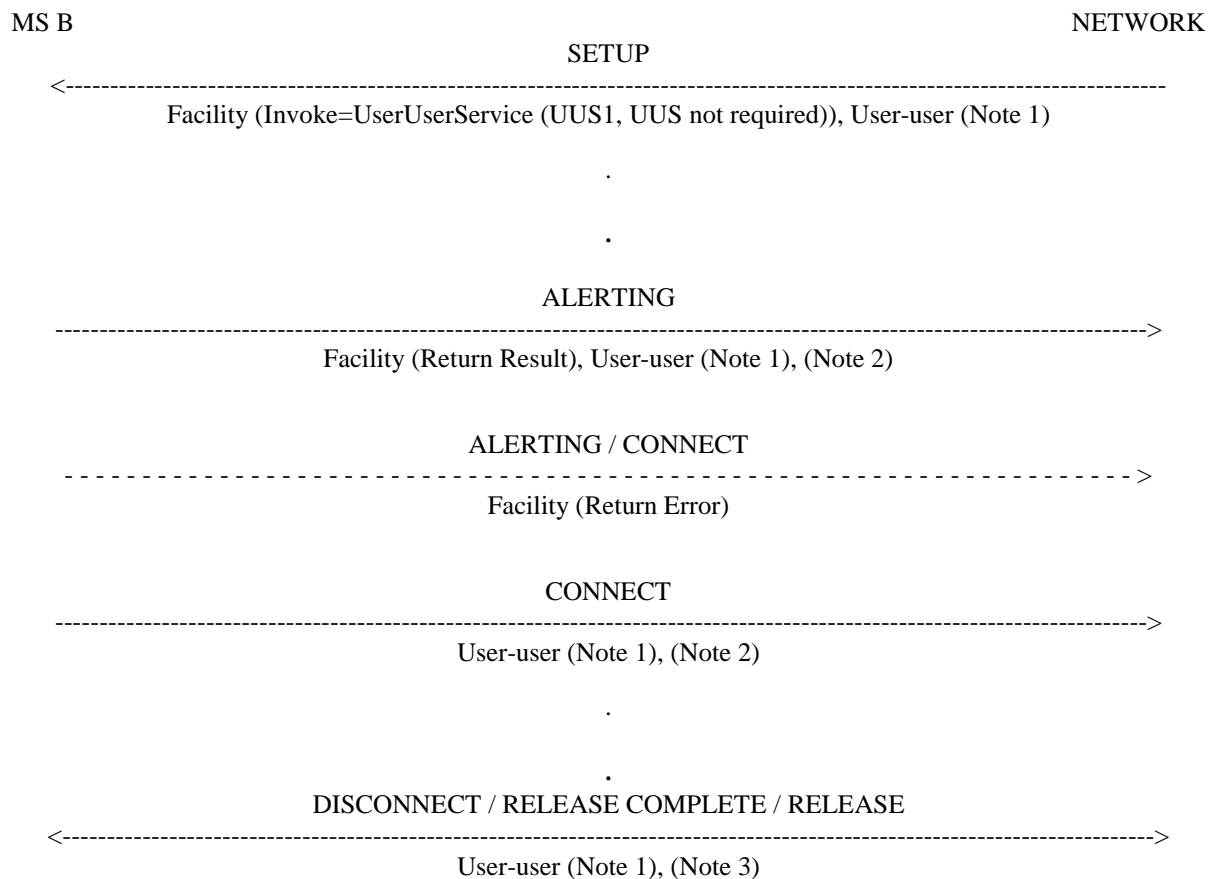 MS B NETWORK
SETUP
<------------------------------------------------------------------------------------------------------------------------------
Facility (Invoke=UserUserService (UUS1, UUS not required)), User-user (Note 1)
.
.
ALERTING
------------------------------------------------------------------------------------------------------------------------------>
Facility (Return Result), User-user (Note 1), (Note 2)
ALERTING / CONNECT
- - - - - - - - - - - - - - - - - - - - - - - - - - - - - - - - - - - - - - - - - - - - - - - - - - - - - - - - - - - - - - - - - - - - - >
Facility (Return Error)
CONNECT
------------------------------------------------------------------------------------------------------------------------------>
User-user (Note 1), (Note 2)
.
.
DISCONNECT / RELEASE COMPLETE / RELEASE
<------------------------------------------------------------------------------------------------------------------------------>
User-user (Note 1), (Note 3)